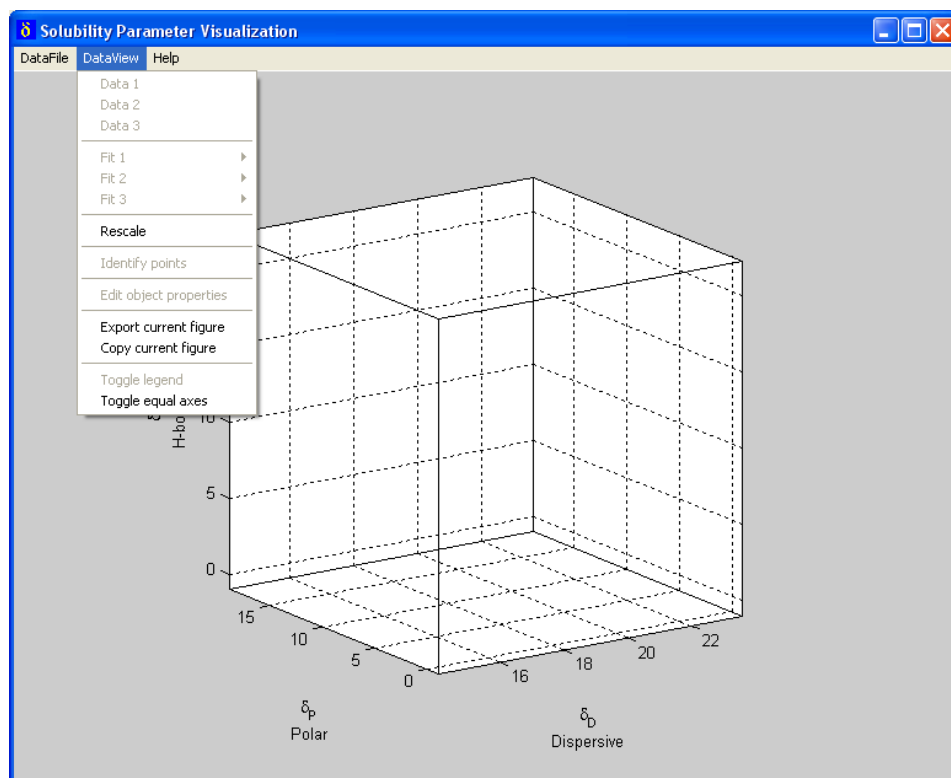 δ Solubility Parameter Visualization
DataFile DataView Help
Data 1
Data 2
Data 3
Fit 1
Fit 2
Fit 3
Rescale
Identify points
Edit object properties
Export current figure
Copy current figure
Toggle legend
Toggle equal axes
10
5
0
15
10
5
0
16
18
20
22
δP
Polar
δD
Dispersive